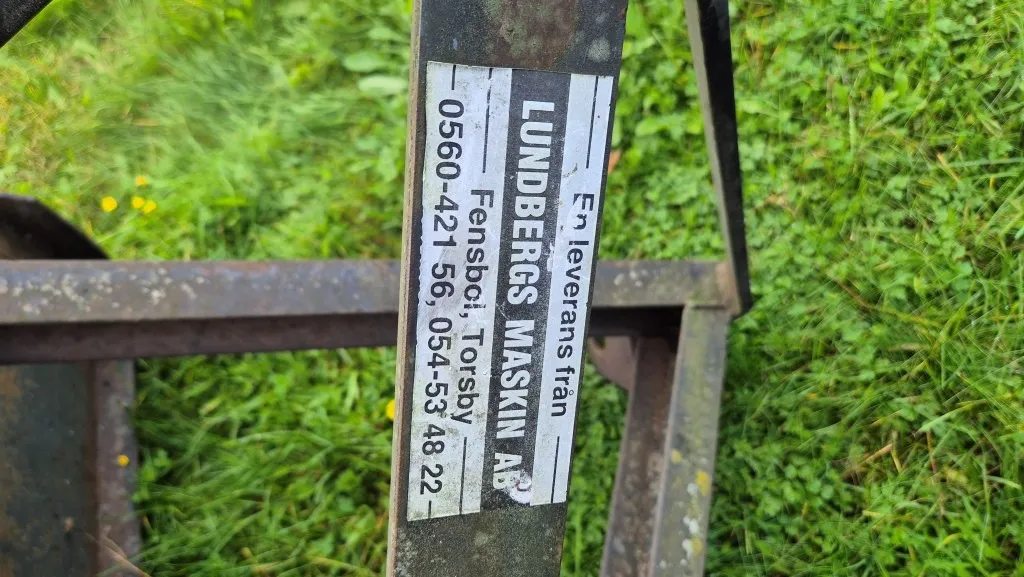 En leverans från
LUNDBERGS MASKIN AB
Fensbol, Torsby
0560-421 56, 054-53 48 22